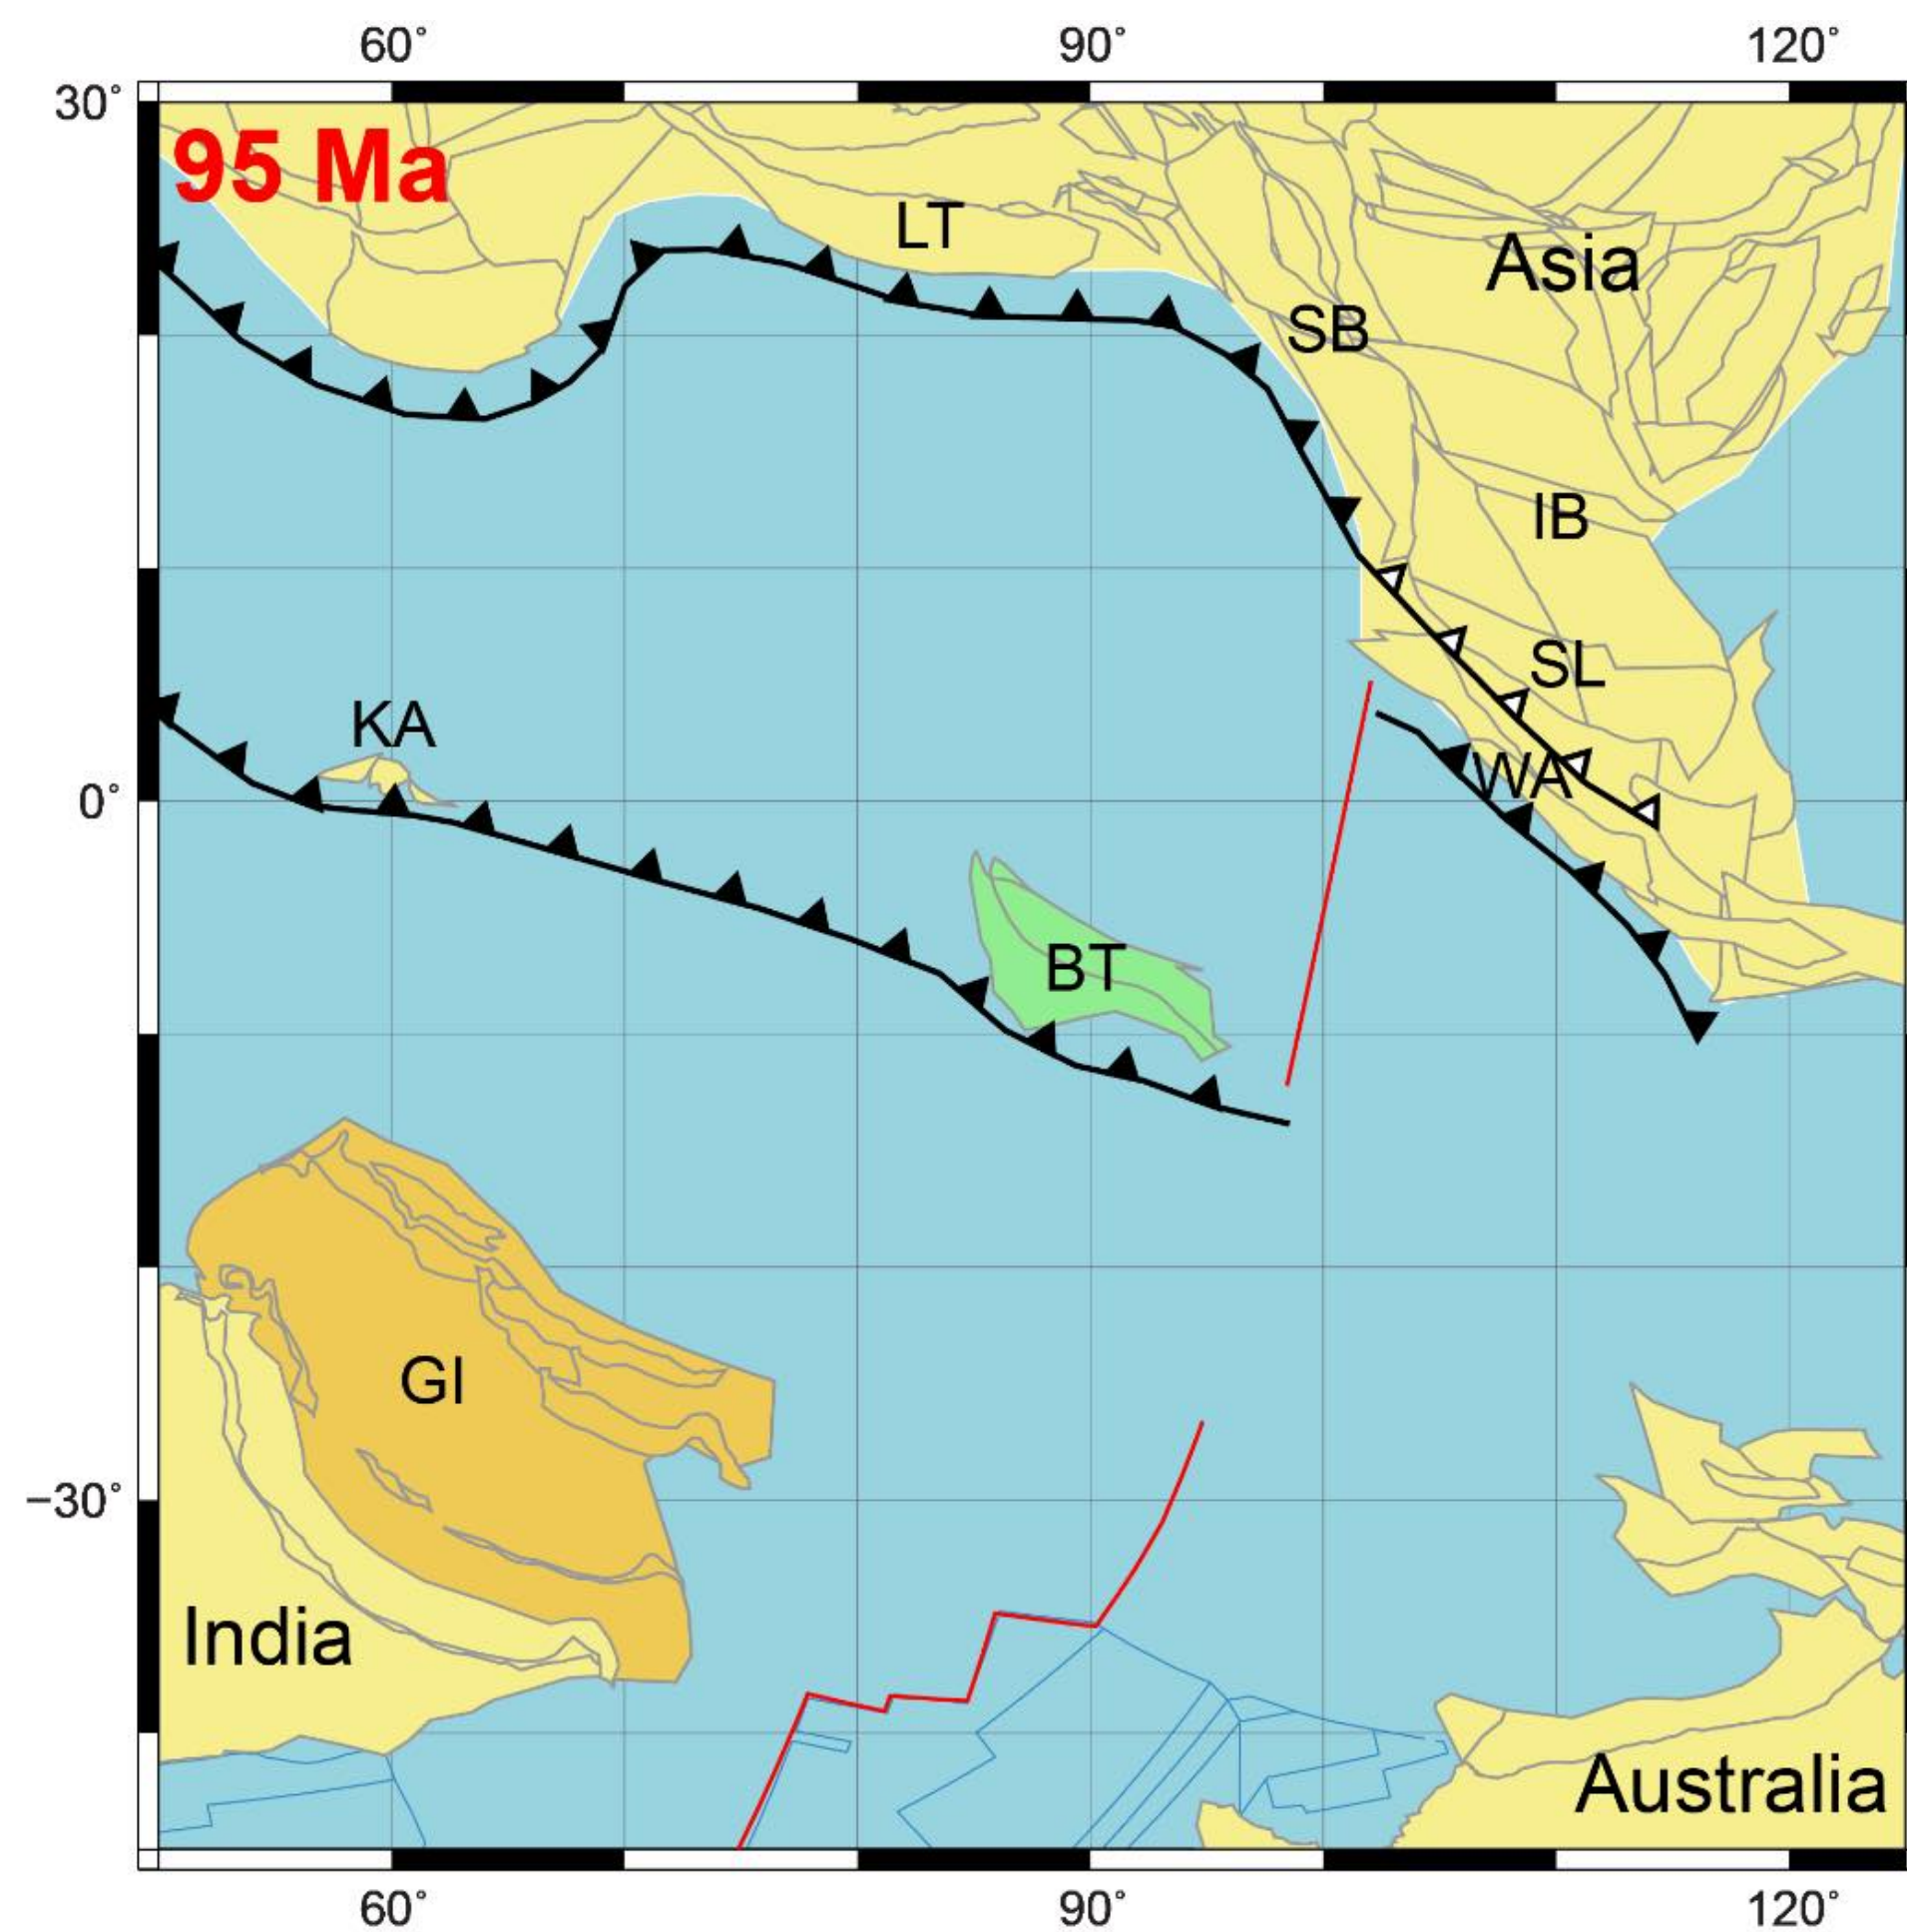 60° 90° 120°
30°
95 Ma
LT
Asia
SB
IB
SL
KA
WA
0°
BT
GI
−30°
India
Australia
60° 90° 120°